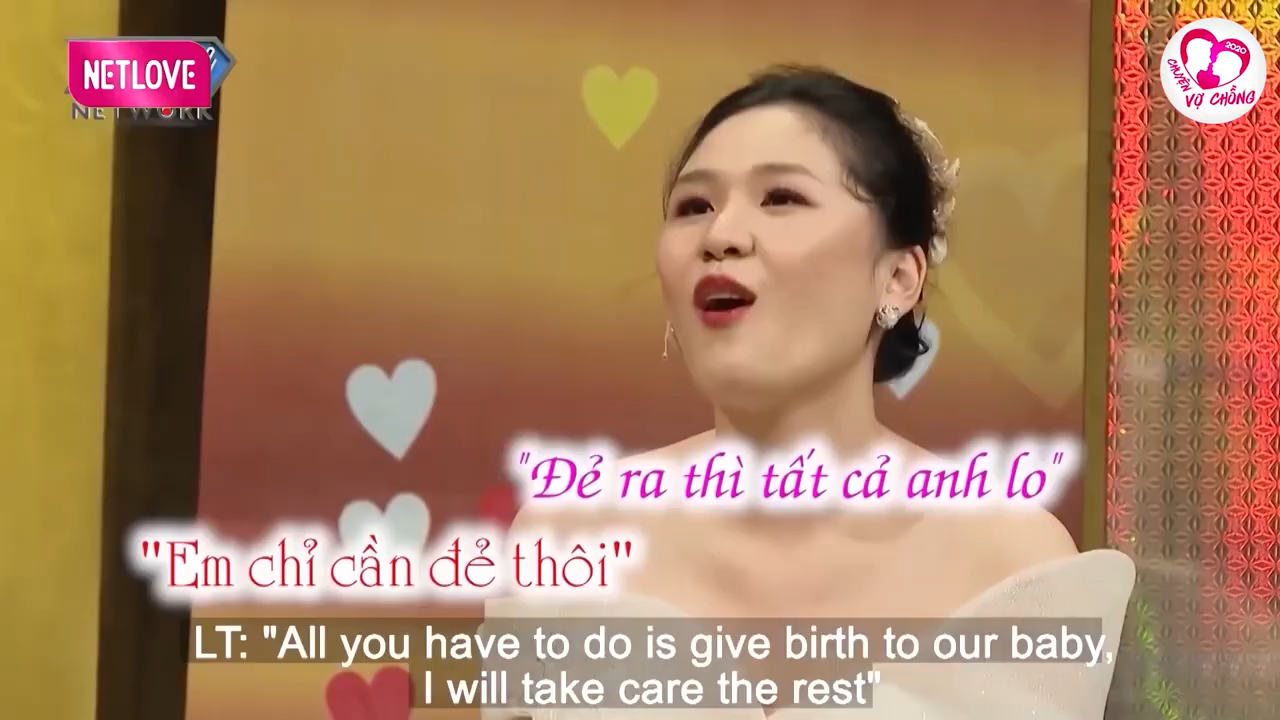 NETLOVE
NETWORK
2020
CHUYỆN
VỢ CHỒNG
"Đẻ ra thì tất cả anh lo"
"Em chỉ cần đẻ thôi"
LT: "All you have to do is give birth to our baby,
I will take care the rest"